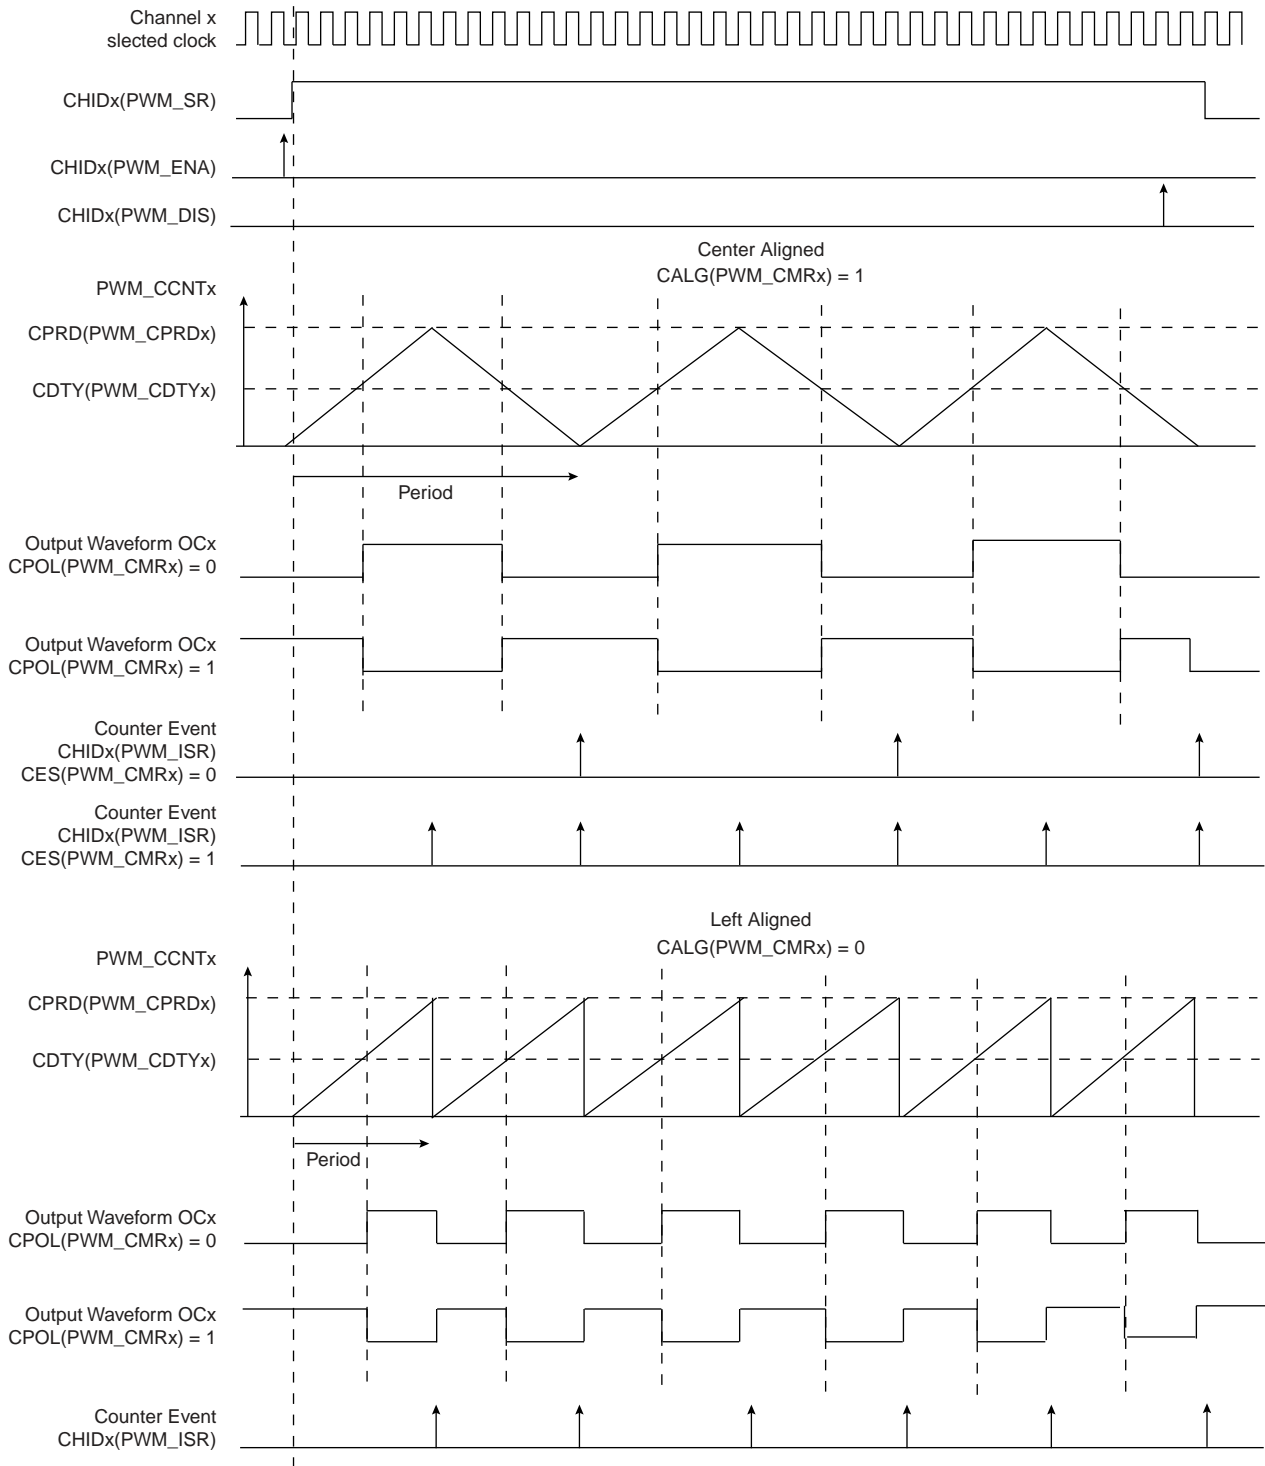 Channel x
slected clock
CHIDx(PWM_SR)
CHIDx(PWM_ENA)
CHIDx(PWM_DIS)
Center Aligned
CALG(PWM_CMRx) = 1
PWM_CCNTx
CPRD(PWM_CPRDx)
CDTY(PWM_CDTYx)
Period
Output Waveform OCx
CPOL(PWM_CMRx) = 0
Output Waveform OCx
CPOL(PWM_CMRx) = 1
Counter Event
CHIDx(PWM_ISR)
CES(PWM_CMRx) = 0
Counter Event
CHIDx(PWM_ISR)
CES(PWM_CMRx) = 1
Left Aligned
CALG(PWM_CMRx) = 0
PWM_CCNTx
CPRD(PWM_CPRDx)
CDTY(PWM_CDTYx)
Period
Output Waveform OCx
CPOL(PWM_CMRx) = 0
Output Waveform OCx
CPOL(PWM_CMRx) = 1
Counter Event
CHIDx(PWM_ISR)